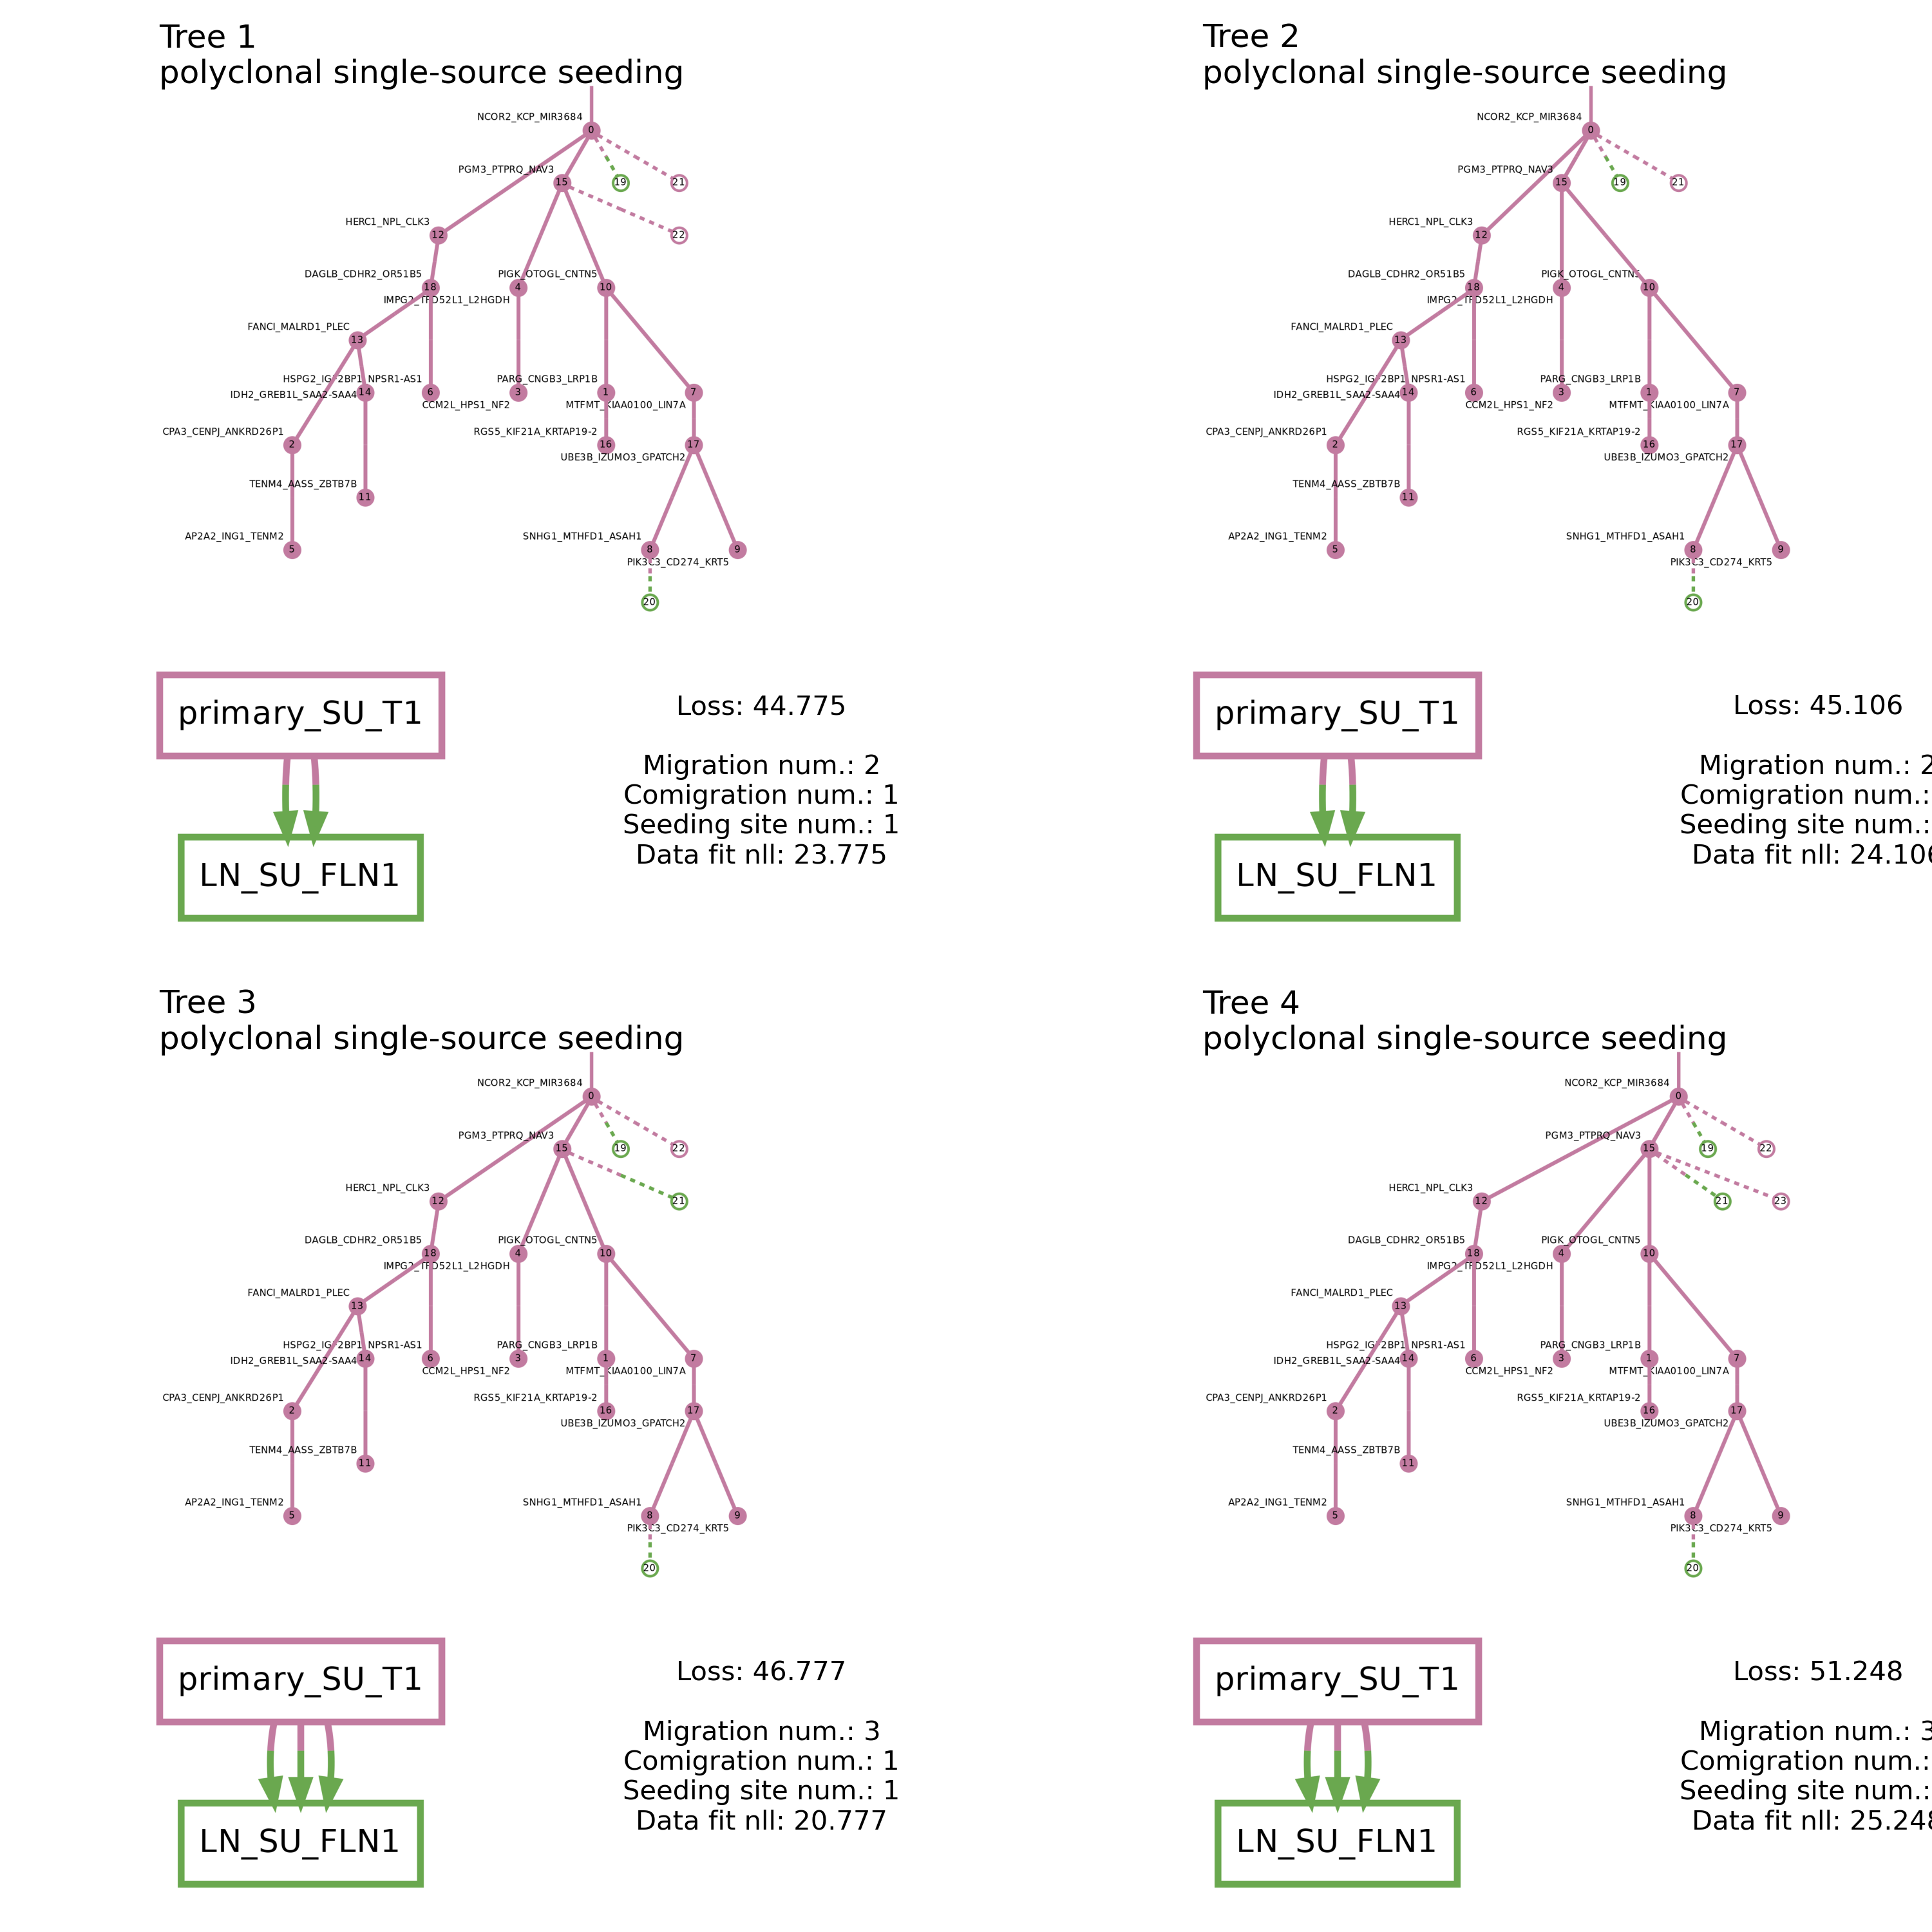 Tree 1
polyclonal single-source seeding
NCOR2_KCP_MIR3684
0
PGM3_PTPRQ_NAV3
15
19
21
HERC1_NPL_CLK3
12
22
DAGLB_CDHR2_OR51B5
18
PIGK_OTOGL_CNTN5
4
10
IMPG2_TPD52L1_L2HGDH
FANCI_MALRD1_PLEC
13
HSPG2_IGF2BP1_NPSR1-AS1
PARG_CNGB3_LRP1B
IDH2_GREB1L_SAA2-SAA4
14
6
3
1
7
CCM2L_HPS1_NF2
MTFMT_KIAA0100_LIN7A
CPA3_CENPJ_ANKRD26P1
2
RGS5_KIF21A_KRTAP19-2
16
17
UBE3B_IZUMO3_GPATCH2
TENM4_AASS_ZBTB7B
11
AP2A2_ING1_TENM2
5
SNHG1_MTHFD1_ASAH1
8
9
PIK3C3_CD274_KRT5
20
primary_SU_T1
LN_SU_FLN1
Loss: 44.775
Migration num.: 2
Comigration num.: 1
Seeding site num.: 1
Data fit nll: 23.775
Tree 2
polyclonal single-source seeding
NCOR2_KCP_MIR3684
0
PGM3_PTPRQ_NAV3
15
19
21
HERC1_NPL_CLK3
12
DAGLB_CDHR2_OR51B5
18
PIGK_OTOGL_CNTN5
4
10
IMPG2_TPD52L1_L2HGDH
FANCI_MALRD1_PLEC
13
HSPG2_IGF2BP1_NPSR1-AS1
PARG_CNGB3_LRP1B
IDH2_GREB1L_SAA2-SAA4
14
6
3
1
7
CCM2L_HPS1_NF2
MTFMT_KIAA0100_LIN7A
CPA3_CENPJ_ANKRD26P1
2
RGS5_KIF21A_KRTAP19-2
16
17
UBE3B_IZUMO3_GPATCH2
TENM4_AASS_ZBTB7B
11
AP2A2_ING1_TENM2
5
SNHG1_MTHFD1_ASAH1
8
9
PIK3C3_CD274_KRT5
20
primary_SU_T1
LN_SU_FLN1
Loss: 45.106
Migration num.: 2
Comigration num.:
Seeding site num.:
Data fit nll: 24.106
Tree 3
polyclonal single-source seeding
NCOR2_KCP_MIR3684
0
PGM3_PTPRQ_NAV3
15
19
22
HERC1_NPL_CLK3
12
21
DAGLB_CDHR2_OR51B5
18
PIGK_OTOGL_CNTN5
4
10
IMPG2_TPD52L1_L2HGDH
FANCI_MALRD1_PLEC
13
HSPG2_IGF2BP1_NPSR1-AS1
PARG_CNGB3_LRP1B
IDH2_GREB1L_SAA2-SAA4
14
6
3
1
7
CCM2L_HPS1_NF2
MTFMT_KIAA0100_LIN7A
CPA3_CENPJ_ANKRD26P1
2
RGS5_KIF21A_KRTAP19-2
16
17
UBE3B_IZUMO3_GPATCH2
TENM4_AASS_ZBTB7B
11
AP2A2_ING1_TENM2
5
SNHG1_MTHFD1_ASAH1
8
9
PIK3C3_CD274_KRT5
20
primary_SU_T1
LN_SU_FLN1
Loss: 46.777
Migration num.: 3
Comigration num.: 1
Seeding site num.: 1
Data fit nll: 20.777
Tree 4
polyclonal single-source seeding
NCOR2_KCP_MIR3684
0
PGM3_PTPRQ_NAV3
15
19
22
HERC1_NPL_CLK3
12
21
23
DAGLB_CDHR2_OR51B5
18
PIGK_OTOGL_CNTN5
4
10
IMPG2_TPD52L1_L2HGDH
FANCI_MALRD1_PLEC
13
HSPG2_IGF2BP1_NPSR1-AS1
PARG_CNGB3_LRP1B
IDH2_GREB1L_SAA2-SAA4
14
6
3
1
7
CCM2L_HPS1_NF2
MTFMT_KIAA0100_LIN7A
CPA3_CENPJ_ANKRD26P1
2
RGS5_KIF21A_KRTAP19-2
16
17
UBE3B_IZUMO3_GPATCH2
TENM4_AASS_ZBTB7B
11
AP2A2_ING1_TENM2
5
SNHG1_MTHFD1_ASAH1
8
9
PIK3C3_CD274_KRT5
20
primary_SU_T1
LN_SU_FLN1
Loss: 51.248
Migration num.: 3
Comigration num.:
Seeding site num.:
Data fit nll: 25.248